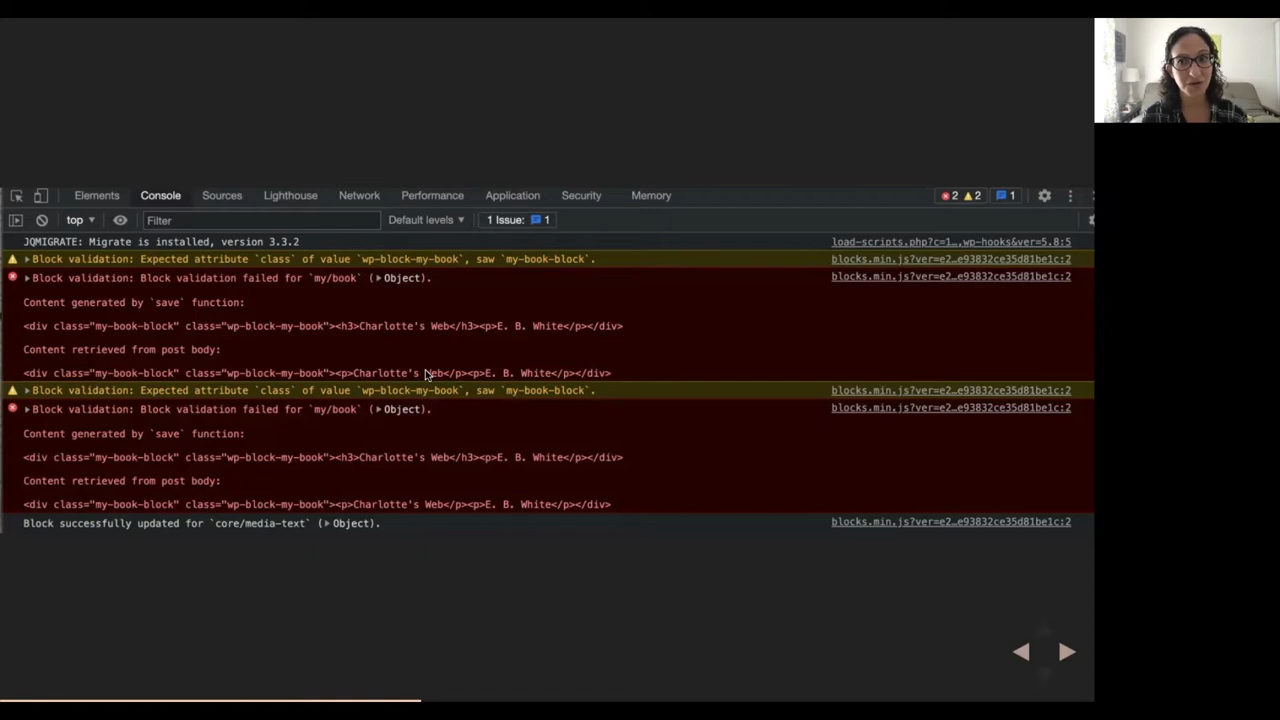 Elements Console Sources Lighthouse Network Performance Application Security Memory 2 2 1
top Filter Default levels 1 Issue: 1
JQMIGRATE: Migrate is installed, version 3.3.2 load-scripts.php?c=1…,wp-hooks&ver=5.8:5
Block validation: Expected attribute `class` of value `wp-block-my-book`, saw `my-book-block`. blocks.min.js?ver=e2…e93832ce35d81be1c:2
Block validation: Block validation failed for `my/book` (Object). blocks.min.js?ver=e2…e93832ce35d81be1c:2
Content generated by `save` function:
<div class="my-book-block" class="wp-block-my-book"><h3>Charlotte's Web</h3><p>E. B. White</p></div>
Content retrieved from post body:
<div class="my-book-block" class="wp-block-my-book"><p>Charlotte's Web</p><p>E. B. White</p></div>
Block validation: Expected attribute `class` of value `wp-block-my-book`, saw `my-book-block`. blocks.min.js?ver=e2…e93832ce35d81be1c:2
Block validation: Block validation failed for `my/book` (Object). blocks.min.js?ver=e2…e93832ce35d81be1c:2
Content generated by `save` function:
<div class="my-book-block" class="wp-block-my-book"><h3>Charlotte's Web</h3><p>E. B. White</p></div>
Content retrieved from post body:
<div class="my-book-block" class="wp-block-my-book"><p>Charlotte's Web</p><p>E. B. White</p></div>
Block successfully updated for `core/media-text` (Object). blocks.min.js?ver=e2…e93832ce35d81be1c:2